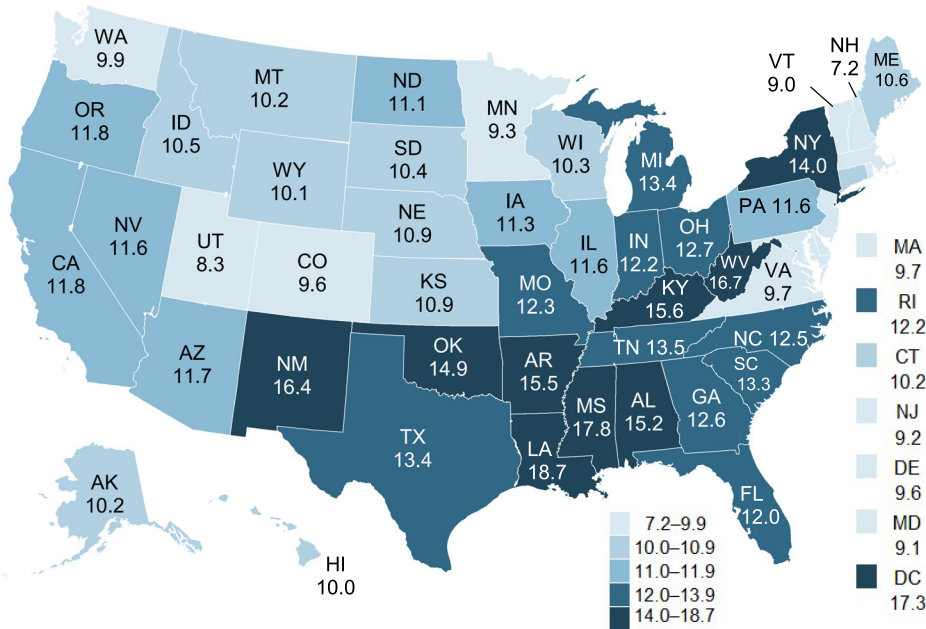 WA
9.9
MT
10.2
ND
11.1
MN
9.3
VT
9.0
NH
7.2
ME
10.6
OR
11.8
ID
10.5
SD
10.4
WI
10.3
MI
13.4
NY
14.0
WY
10.1
NE
10.9
IA
11.3
PA 11.6
NV
11.6
UT
8.3
CO
9.6
KS
10.9
IL
11.6
IN
12.2
OH
12.7
WV
16.7
VA
9.7
CA
11.8
MO
12.3
KY
15.6
AZ
11.7
NM
16.4
OK
14.9
AR
15.5
TN 13.5
NC 12.5
SC
13.3
TX
13.4
LA
18.7
MS
17.8
AL
15.2
GA
12.6
FL
12.0
AK
10.2
HI
10.0
MA
9.7
RI
12.2
CT
10.2
NJ
9.2
DE
9.6
MD
9.1
DC
17.3
7.2–9.9
10.0–10.9
11.0–11.9
12.0–13.9
14.0–18.7